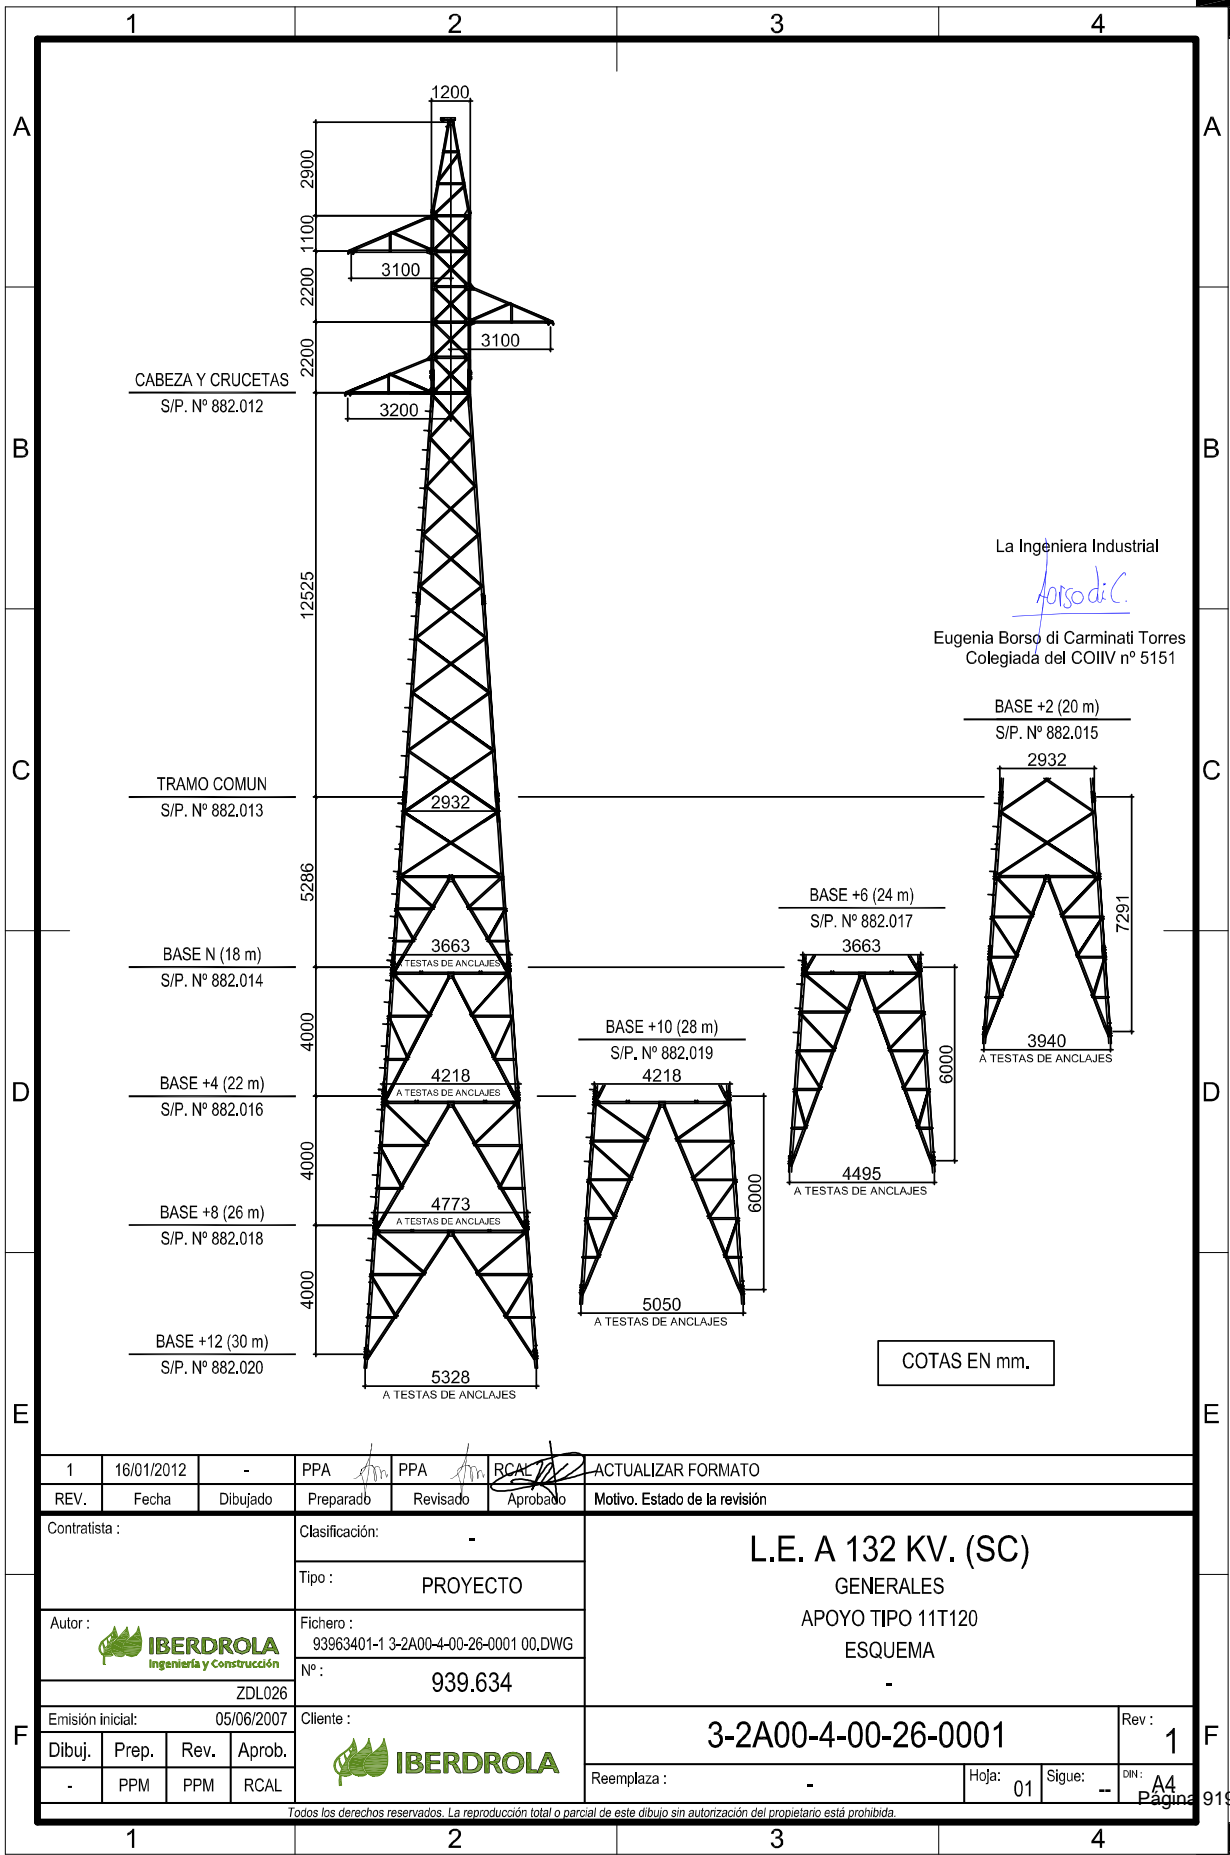 1 2 3 4
A A
B B
C C
D D
E E
F F
1200
2900
1100
2200
2200
3100
3100
3200
CABEZA Y CRUCETAS
S/P. Nº 882.012
12525
La Ingeniera Industrial
Eugenia Borso di Carminati Torres
Colegiada del COIIV nº 5151
BASE +2 (20 m)
S/P. Nº 882.015
2932
7291
3940
A TESTAS DE ANCLAJES
TRAMO COMUN
S/P. Nº 882.013
2932
5286
BASE +6 (24 m)
S/P. Nº 882.017
3663
6000
4495
A TESTAS DE ANCLAJES
BASE N (18 m)
S/P. Nº 882.014
3663
A TESTAS DE ANCLAJES
4000
BASE +10 (28 m)
S/P. Nº 882.019
4218
6000
5050
A TESTAS DE ANCLAJES
BASE +4 (22 m)
S/P. Nº 882.016
4218
A TESTAS DE ANCLAJES
4000
BASE +8 (26 m)
S/P. Nº 882.018
4773
A TESTAS DE ANCLAJES
4000
BASE +12 (30 m)
S/P. Nº 882.020
5328
A TESTAS DE ANCLAJES
COTAS EN mm.
1 16/01/2012 - PPA PPA RCAL ACTUALIZAR FORMATO
REV. Fecha Dibujado Preparado Revisado Aprobado Motivo. Estado de la revisión
Contratista :
Clasificación: -
Tipo : PROYECTO
L.E. A 132 KV. (SC)
GENERALES
APOYO TIPO 11T120
ESQUEMA
-
Autor :
IBERDROLA
Ingeniería y Construcción
ZDL026
Fichero :
93963401-1 3-2A00-4-00-26-0001 00.DWG
Nº :
939.634
Emisión inicial: 05/06/2007
Dibuj. Prep. Rev. Aprob.
- PPM PPM RCAL
Cliente :
IBERDROLA
3-2A00-4-00-26-0001
Rev : 1
Reemplaza : -
Hoja: 01
Sigue: --
DIN : A4
Página 919
Todos los derechos reservados. La reproducción total o parcial de este dibujo sin autorización del propietario está prohibida.
1 2 3 4